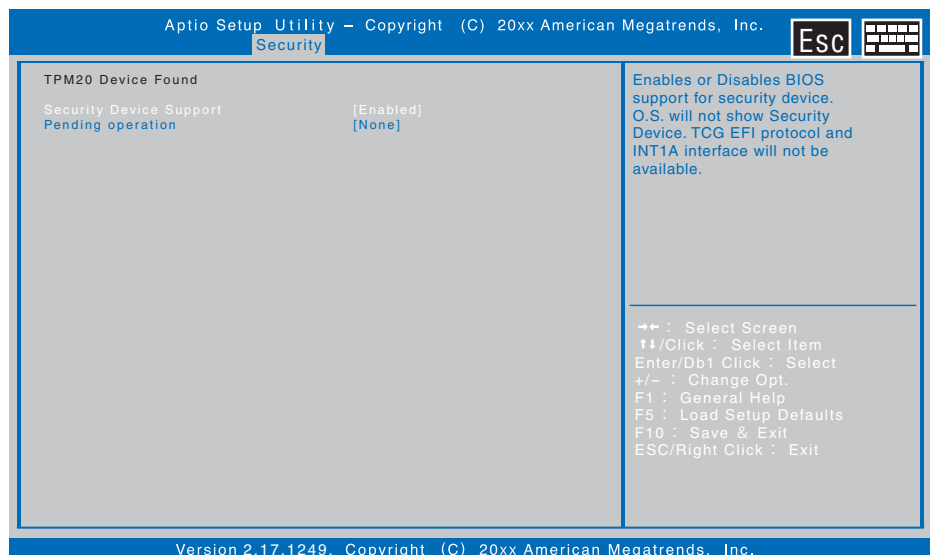 Aptio Setup Utility – Copyright (C) 20xx American Megatrends, Inc.
Esc
Security
TPM20 Device Found
Security Device Support [Enabled]
Pending operation [None]
Enables or Disables BIOS
support for security device.
O.S. will not show Security
Device. TCG EFI protocol and
INT1A interface will not be
available.
→←： Select Screen
↑↓/Click： Select Item
Enter/Db1 Click： Select
+/−： Change Opt.
F1： General Help
F5： Load Setup Defaults
F10： Save & Exit
ESC/Right Click： Exit
Version 2.17.1249. Copyright (C) 20xx American Megatrends, Inc.